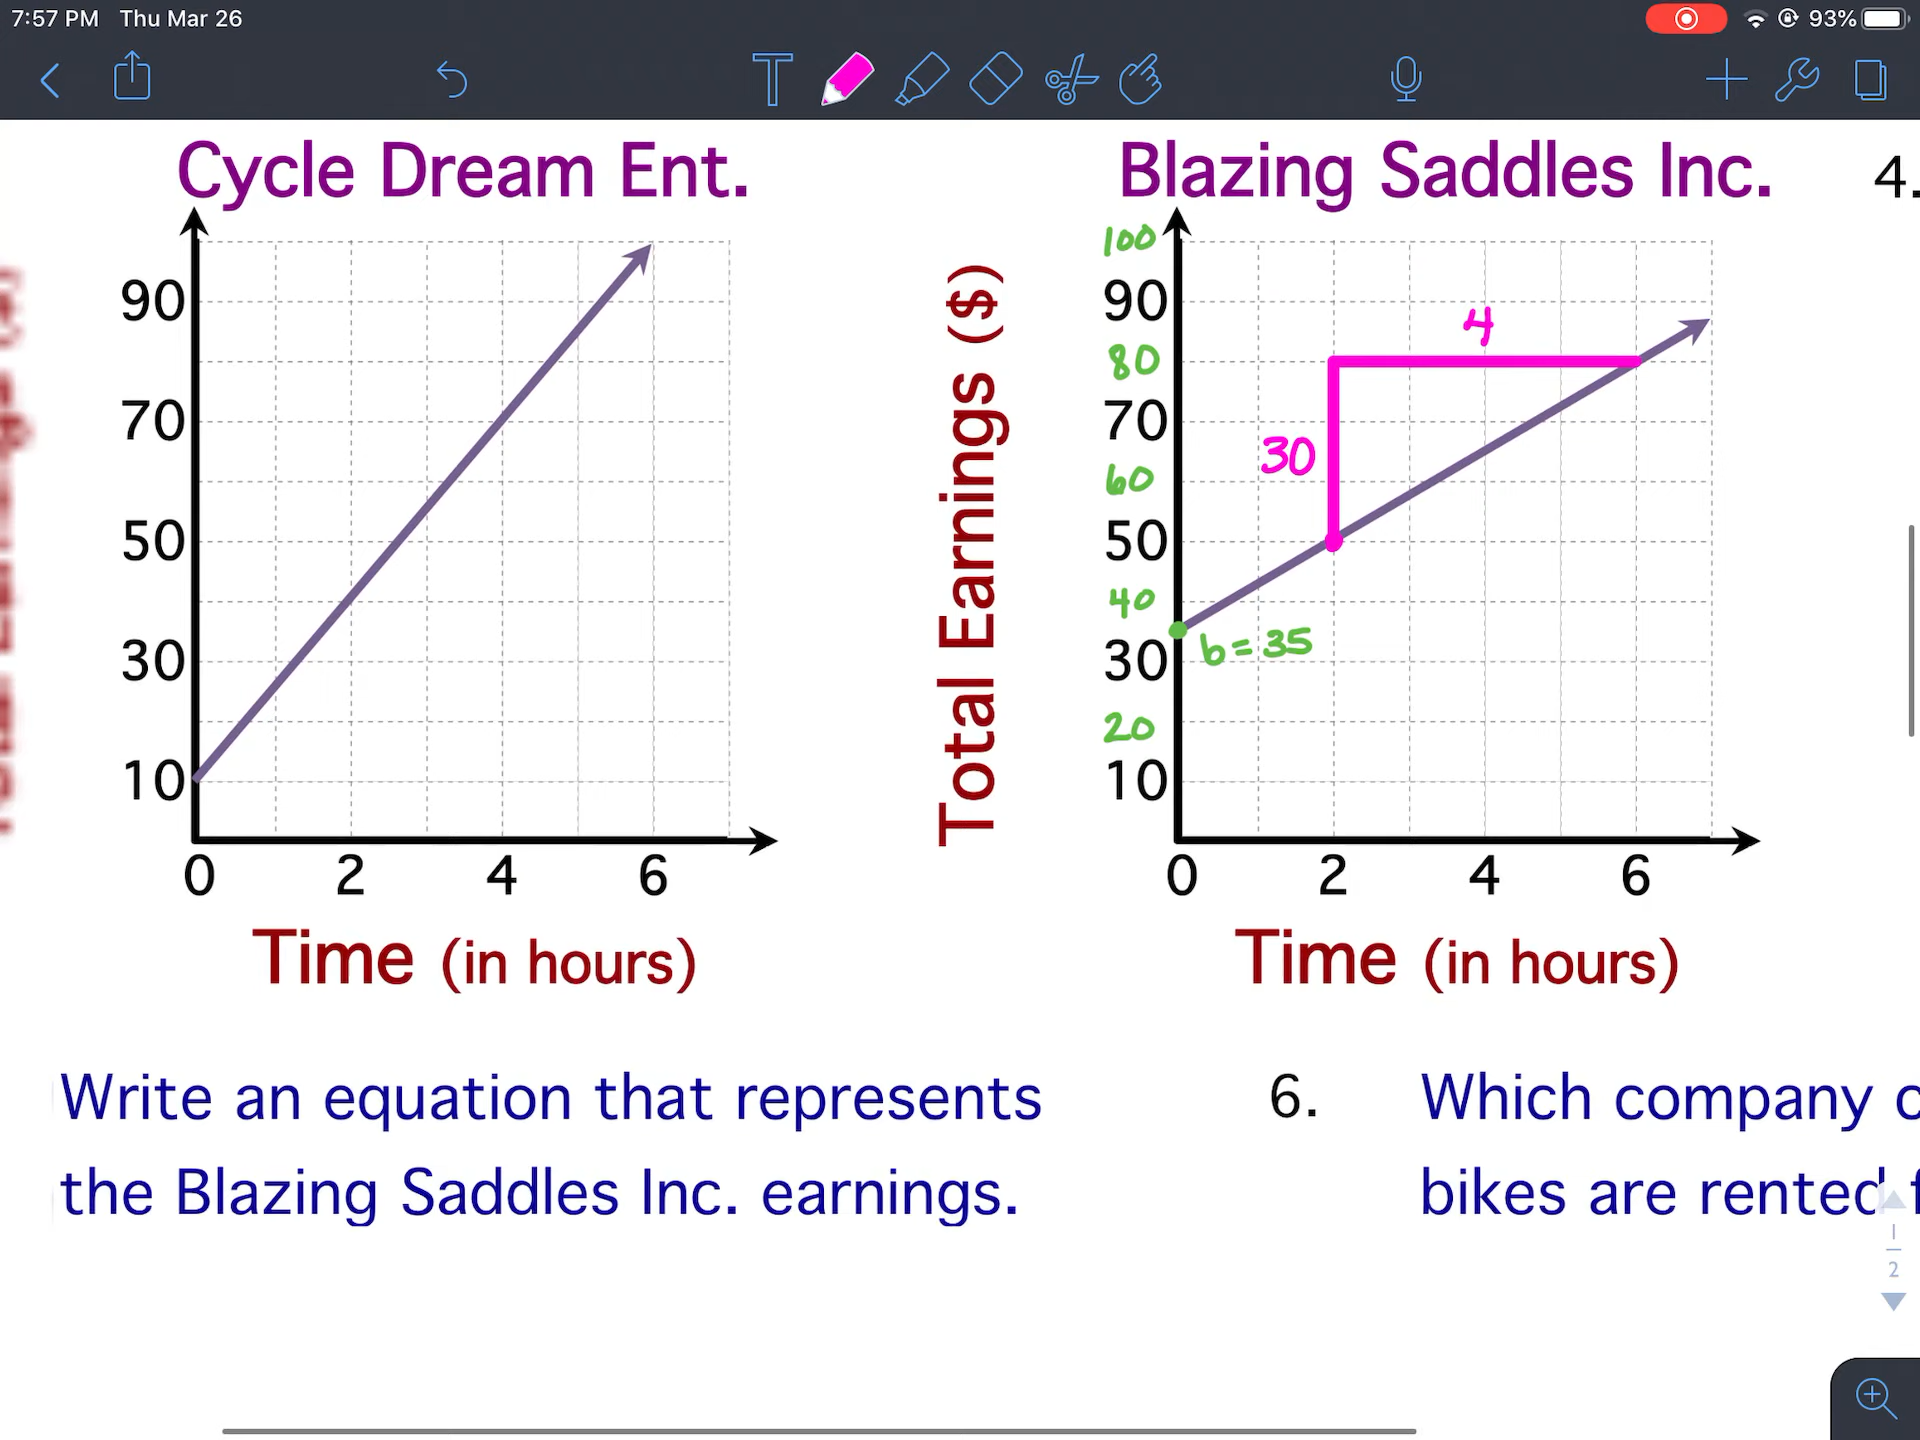 7:57 PM Thu Mar 26
93%
Cycle Dream Ent.
90
70
50
30
10
0 2 4 6
Time (in hours)
Total Earnings ($)
Blazing Saddles Inc.
100
90
80
70
60
50
40
30
20
10
4
30
b = 35
0 2 4 6
Time (in hours)
4.
Write an equation that represents
the Blazing Saddles Inc. earnings.
6. Which company
bikes are rented
1
2